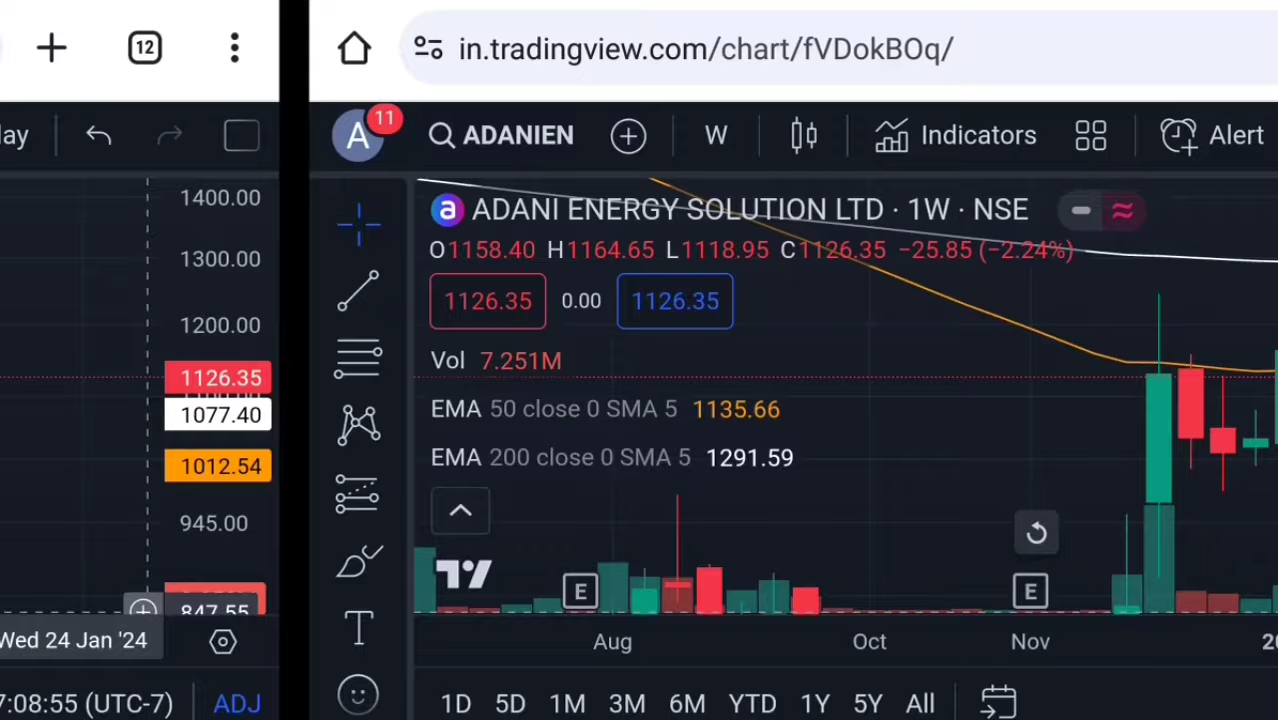 12
ay
1400.00
1300.00
1200.00
1126.35
1077.40
1012.54
945.00
847.55
Wed 24 Jan '24
7:08:55 (UTC-7)
ADJ
in.tradingview.com/chart/fVDokBOq/
A
11
ADANIEN
W
Indicators
Alert
ADANI ENERGY SOLUTION LTD · 1W · NSE
O1158.40 H1164.65 L1118.95 C1126.35 −25.85 (−2.24%)
1126.35 0.00 1126.35
Vol 7.251M
EMA 50 close 0 SMA 5 1135.66
EMA 200 close 0 SMA 5 1291.59
E
E
Aug Oct Nov 20
1D 5D 1M 3M 6M YTD 1Y 5Y All